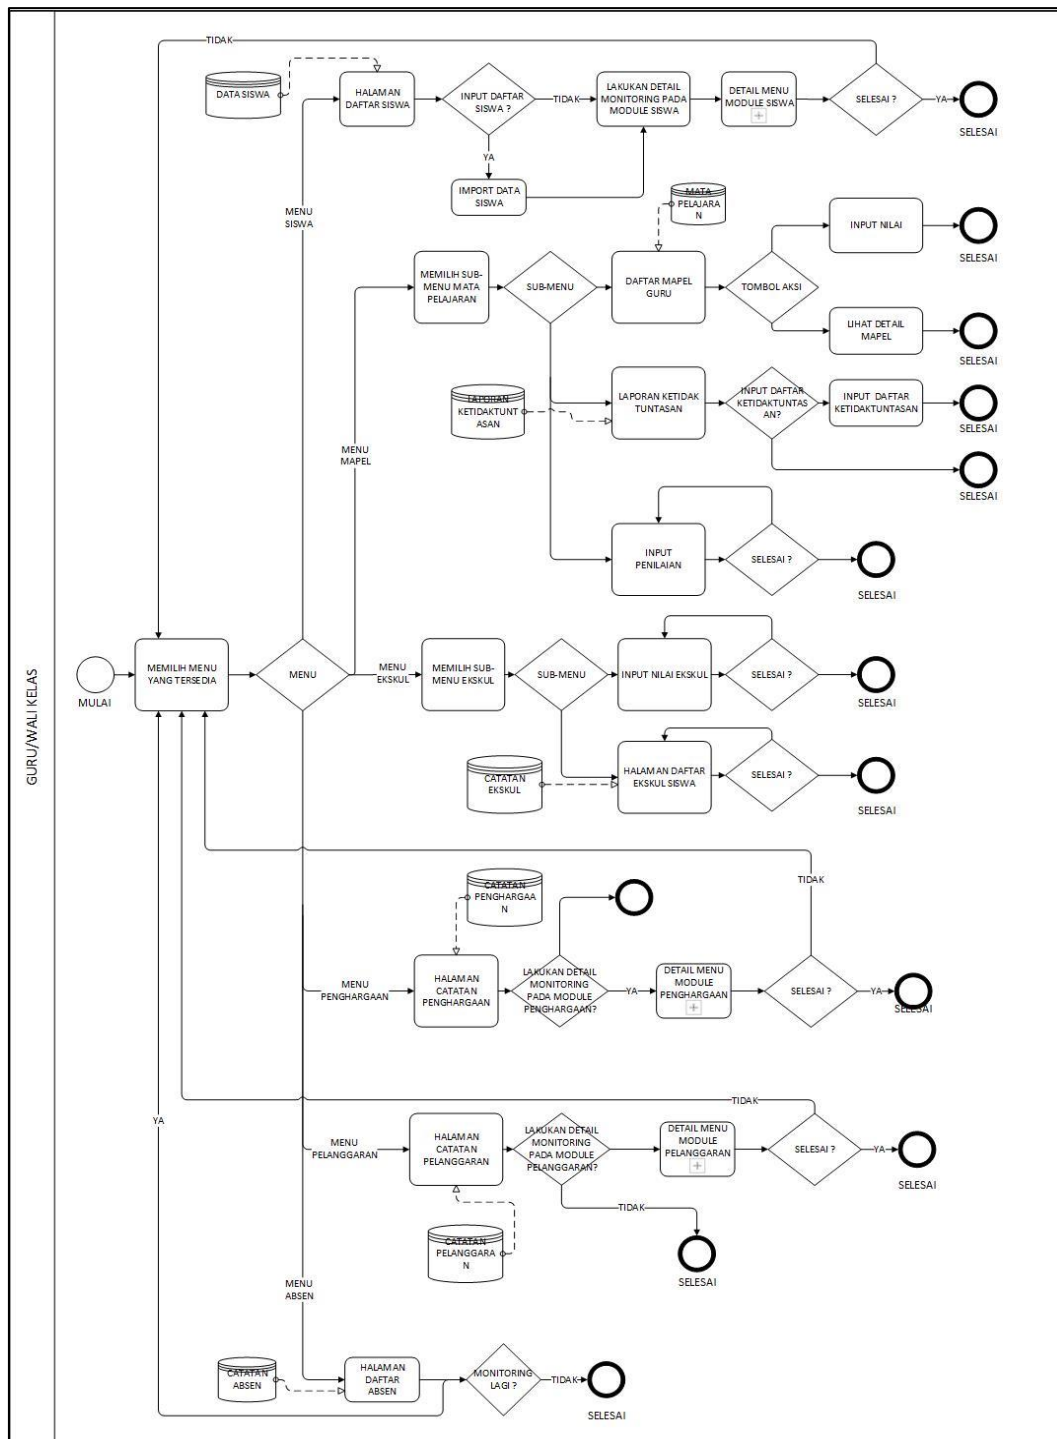 TIDAK
DATA SISWA
HALAMAN
DAFTAR SISWA
INPUT DAFTAR
SISWA ?
TIDAK
LAKUKAN DETAIL
MONITORING PADA
MODULE SISWA
DETAIL MENU
MODULE SISWA
SELESAI ?
YA
SELESAI
YA
IMPORT DATA
SISWA
MENU
SISWA
MATA
PELAJARA
N
INPUT NILAI
SELESAI
MEMILIH SUB-
MENU MATA
PELAJARAN
SUB-MENU
DAFTAR MAPEL
GURU
TOMBOL AKSI
LIHAT DETAIL
MAPEL
SELESAI
LAPORAN
KETIDAKTUNT
ASAN
LAPORAN KETIDAK
TUNTASAN
INPUT DAFTAR
KETIDAKTUNTAS
AN?
INPUT DAFTAR
KETIDAKTUNTASAN
SELESAI
MENU
MAPEL
SELESAI
INPUT
PENILAIAN
SELESAI ?
SELESAI
GURU/WALI KELAS
MULAI
MEMILIH MENU
YANG TERSEDIA
MENU
MENU
EKSKUL
MEMILIH SUB-
MENU EKSKUL
SUB-MENU
INPUT NILAI EKSKUL
SELESAI ?
SELESAI
CATATAN
EKSKUL
HALAMAN DAFTAR
EKSKUL SISWA
SELESAI ?
SELESAI
TIDAK
CATATAN
PENGHARGAA
N
MENU
PENGHARGAAN
HALAMAN
CATATAN
PENGHARGAAN
LAKUKAN DETAIL
MONITORING
PADA MODULE
PENGHARGAAN?
YA
DETAIL MENU
MODULE
PENGHARGAAN
SELESAI ?
YA
SELESAI
TIDAK
YA
MENU
PELANGGARAN
HALAMAN
CATATAN
PELANGGARAN
LAKUKAN DETAIL
MONITORING
PADA MODULE
PELANGGARAN?
DETAIL MENU
MODULE
PELANGGARAN
SELESAI ?
YA
SELESAI
TIDAK
CATATAN
PELANGGARA
N
SELESAI
MENU
ABSEN
CATATAN
ABSEN
HALAMAN
DAFTAR
ABSEN
MONITORING
LAGI ?
TIDAK
SELESAI